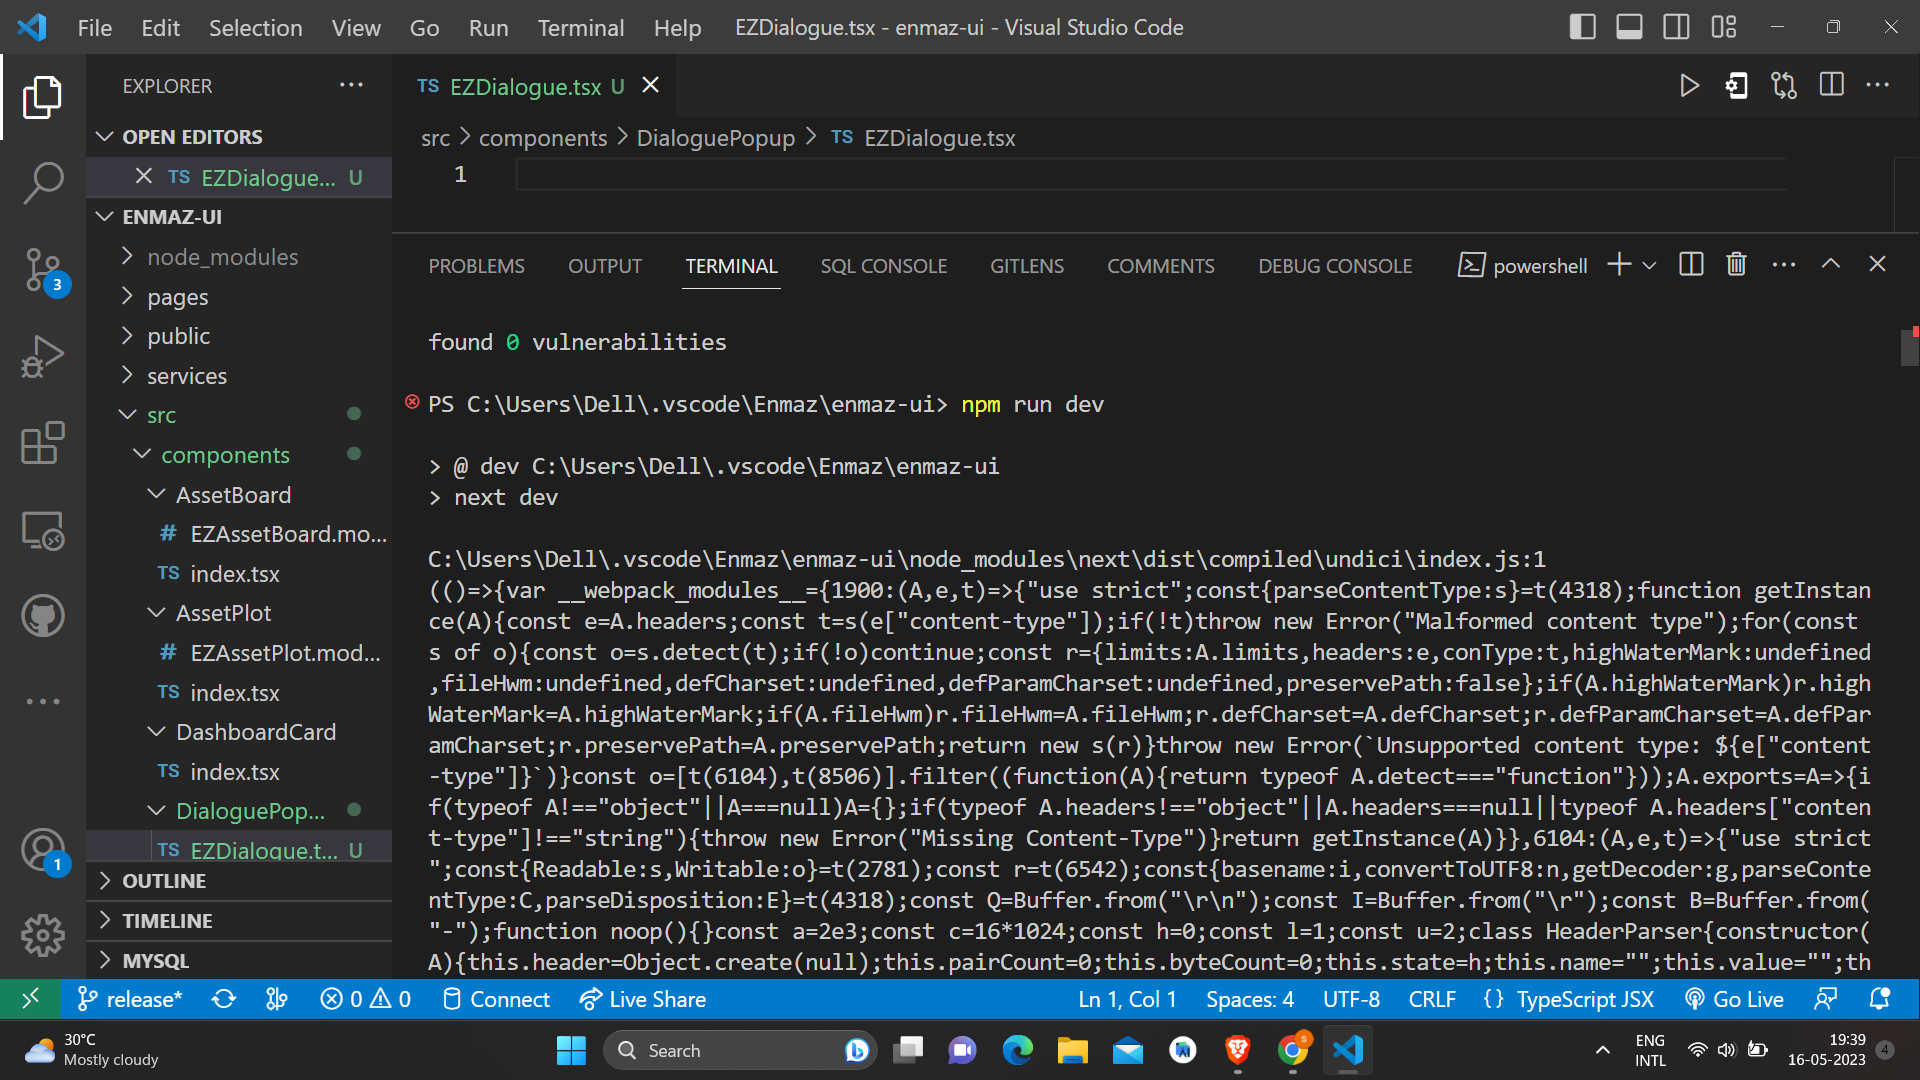 File Edit Selection View Go Run Terminal Help EZDialogue.tsx - enmaz-ui - Visual Studio Code
EXPLORER
TS EZDialogue.tsx U
OPEN EDITORS
src > components > DialoguePopup > TS EZDialogue.tsx
TS EZDialogue... U
1
ENMAZ-UI
node_modules
pages
public
services
src
components
AssetBoard
# EZAssetBoard.mo...
TS index.tsx
AssetPlot
# EZAssetPlot.mod...
TS index.tsx
DashboardCard
TS index.tsx
DialoguePop...
TS EZDialogue.t... U
OUTLINE
TIMELINE
MYSQL
3
1
PROBLEMS OUTPUT TERMINAL SQL CONSOLE GITLENS COMMENTS DEBUG CONSOLE powershell
found 0 vulnerabilities
PS C:\Users\Dell\.vscode\Enmaz\enmaz-ui> npm run dev
> @ dev C:\Users\Dell\.vscode\Enmaz\enmaz-ui
> next dev
C:\Users\Dell\.vscode\Enmaz\enmaz-ui\node_modules\next\dist\compiled\undici\index.js:1
(()=>{var __webpack_modules__={1900:(A,e,t)=>{"use strict";const{parseContentType:s}=t(4318);function getInstan
ce(A){const e=A.headers;const t=s(e["content-type"]);if(!t)throw new Error("Malformed content type");for(const 
s of o){const o=s.detect(t);if(!o)continue;const r={limits:A.limits,headers:e,conType:t,highWaterMark:undefined
,fileHwm:undefined,defCharset:undefined,defParamCharset:undefined,preservePath:false};if(A.highWaterMark)r.high
WaterMark=A.highWaterMark;if(A.fileHwm)r.fileHwm=A.fileHwm;r.defCharset=A.defCharset;r.defParamCharset=A.defPar
amCharset;r.preservePath=A.preservePath;return new s(r)}throw new Error(`Unsupported content type: ${e["content
-type"]}`)}const o=[t(6104),t(8506)].filter((function(A){return typeof A.detect==="function"}));A.exports=A=>{i
f(typeof A!=="object"||A===null)A={};if(typeof A.headers!=="object"||A.headers===null||typeof A.headers["conten
t-type"]!=="string"){throw new Error("Missing Content-Type")}return getInstance(A)}},6104:(A,e,t)=>{"use strict
";const{Readable:s,Writable:o}=t(2781);const r=t(6542);const{basename:i,convertToUTF8:n,getDecoder:g,parseConte
ntType:C,parseDisposition:E}=t(4318);const Q=Buffer.from("\r\n");const I=Buffer.from("\r");const B=Buffer.from(
"-");function noop(){}const a=2e3;const c=16*1024;const h=0;const l=1;const u=2;class HeaderParser{constructor(
A){this.header=Object.create(null);this.pairCount=0;this.byteCount=0;this.state=h;this.name="";this.value="";th
release* 0 0 Connect Live Share Ln 1, Col 1 Spaces: 4 UTF-8 CRLF {} TypeScript JSX Go Live
30°C
Mostly cloudy
Search
ENG
INTL
19:39
16-05-2023
4